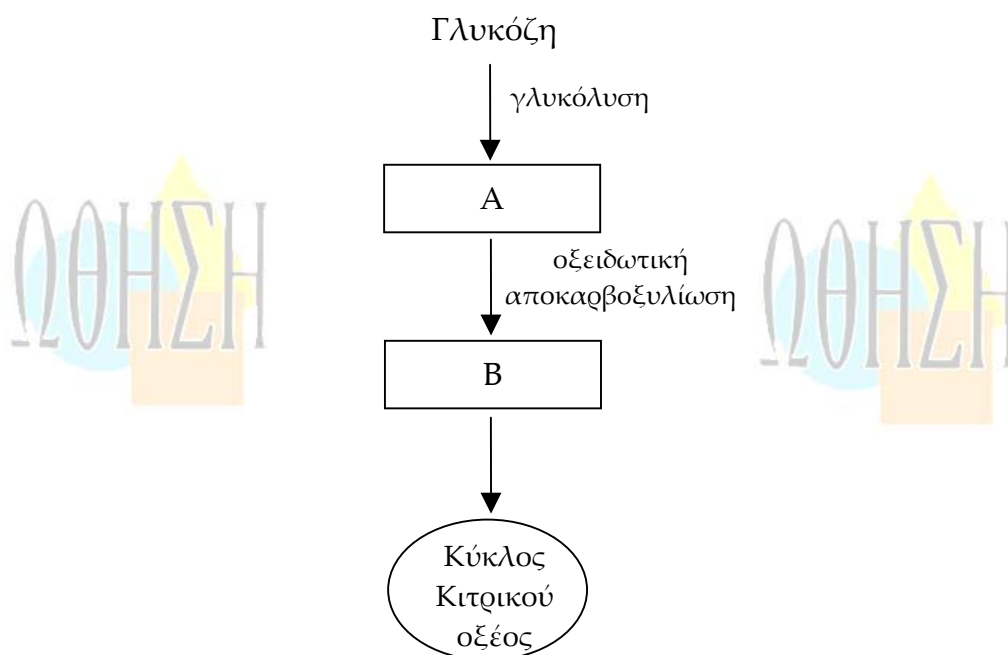 Γλυκόζη
γλυκόλυση
Α
οξειδωτική
αποκαρβοξυλίωση
Β
Κύκλος
Κιτρικού
οξέος
ΩΘΗΣΗ
ΩΘΗΣΗ